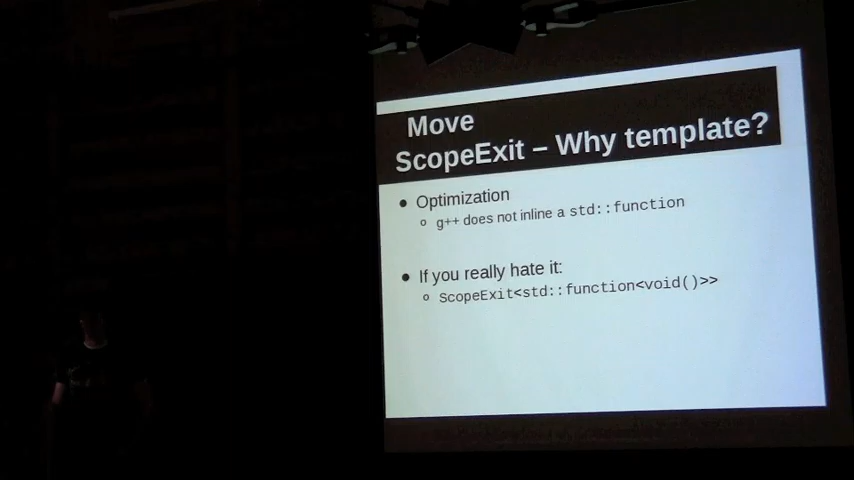 Move
ScopeExit – Why template?
● Optimization
o g++ does not inline a std::function
● If you really hate it:
o ScopeExit<std::function<void()>>